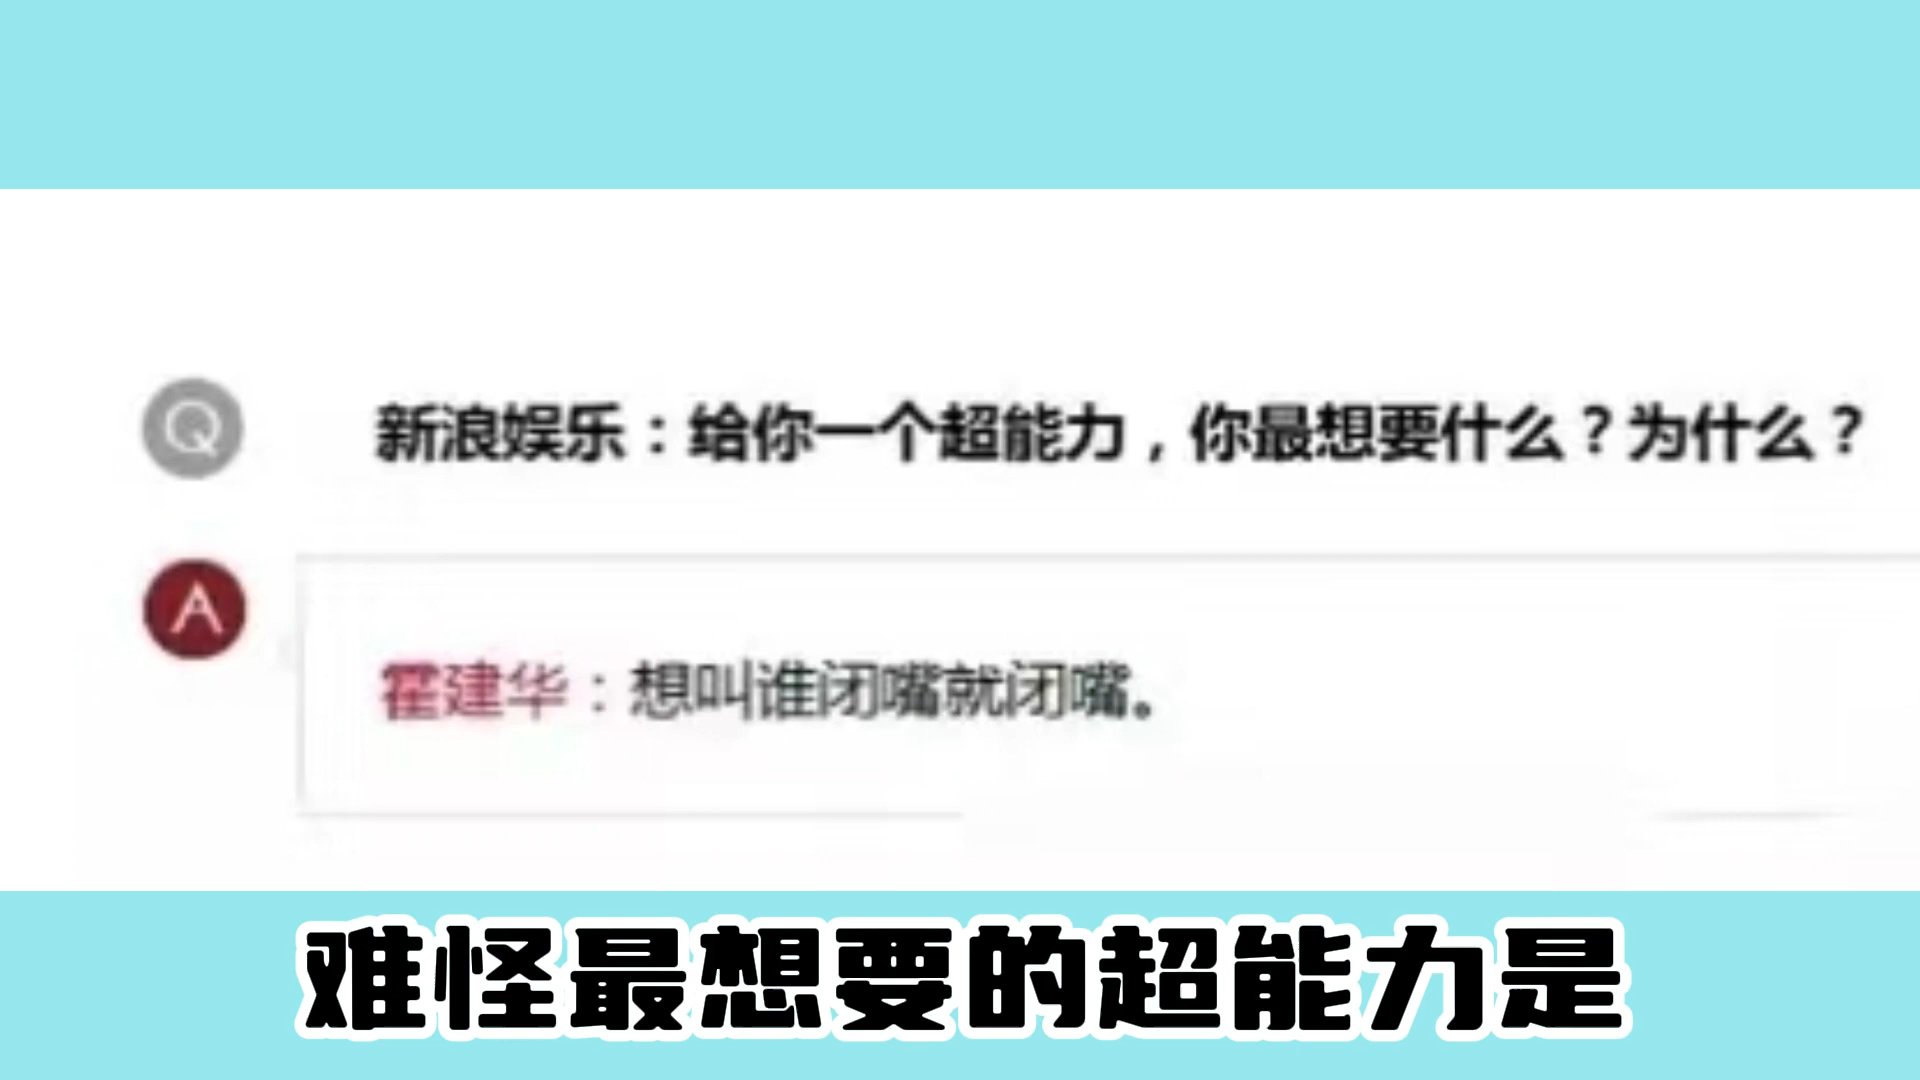 Q 新浪娱乐：给你一个超能力，你最想要什么？为什么？
A 霍建华：想叫谁闭嘴就闭嘴。
难怪最想要的超能力是